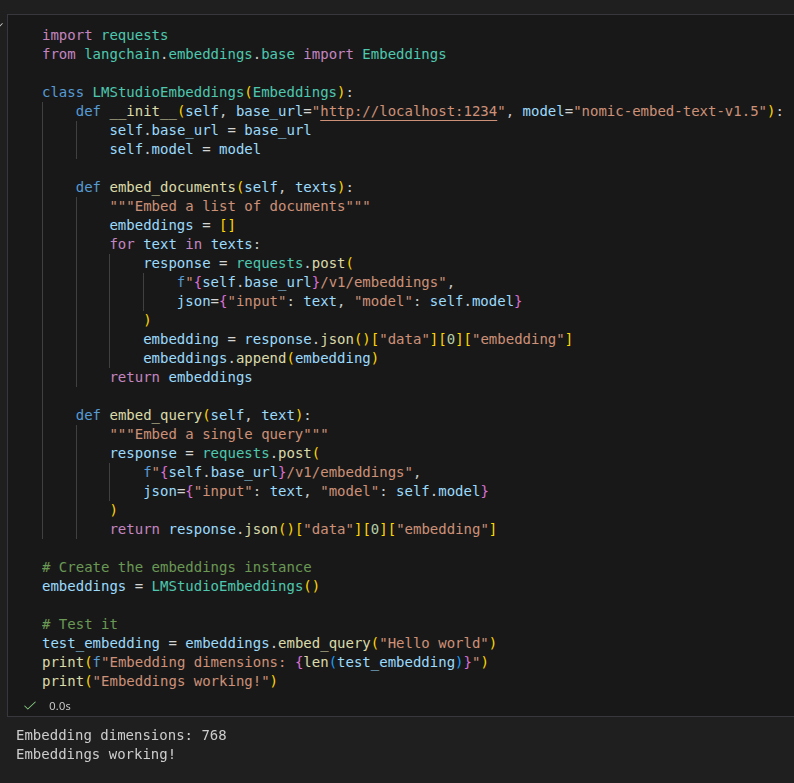 import requests
from langchain.embeddings.base import Embeddings
class LMStudioEmbeddings(Embeddings):
    def __init__(self, base_url="http://localhost:1234", model="nomic-embed-text-v1.5"):
        self.base_url = base_url
        self.model = model
    def embed_documents(self, texts):
        """Embed a list of documents"""
        embeddings = []
        for text in texts:
            response = requests.post(
                f"{self.base_url}/v1/embeddings",
                json={"input": text, "model": self.model}
            )
            embedding = response.json()["data"][0]["embedding"]
            embeddings.append(embedding)
        return embeddings
    def embed_query(self, text):
        """Embed a single query"""
        response = requests.post(
            f"{self.base_url}/v1/embeddings",
            json={"input": text, "model": self.model}
        )
        return response.json()["data"][0]["embedding"]
# Create the embeddings instance
embeddings = LMStudioEmbeddings()
# Test it
test_embedding = embeddings.embed_query("Hello world")
print(f"Embedding dimensions: {len(test_embedding)}")
print("Embeddings working!")
0.0s
Embedding dimensions: 768
Embeddings working!